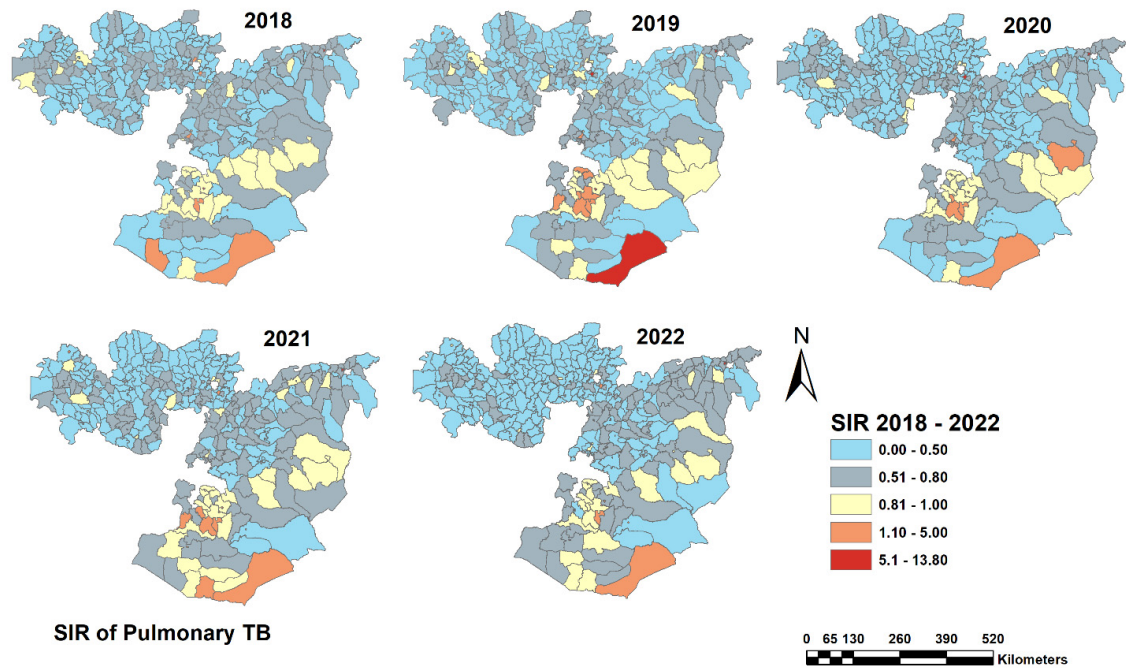 2018
2019
2020
2021
2022
N
SIR 2018 - 2022
0.00 - 0.50
0.51 - 0.80
0.81 - 1.00
1.10 - 5.00
5.1 - 13.80
SIR of Pulmonary TB
0 65 130 260 390 520
Kilometers